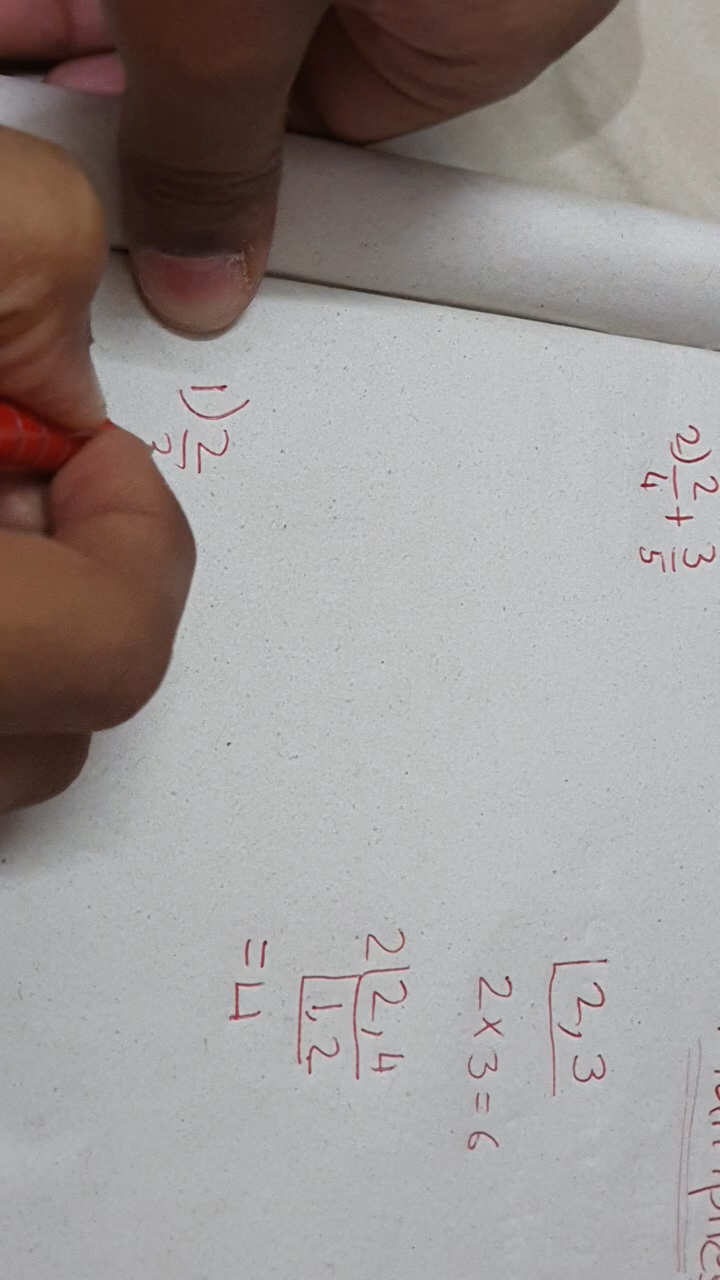 2) 2/4 + 3/5
1) 2
2, 3
2 × 3 = 6
2 | 2, 4
1, 2
= 4